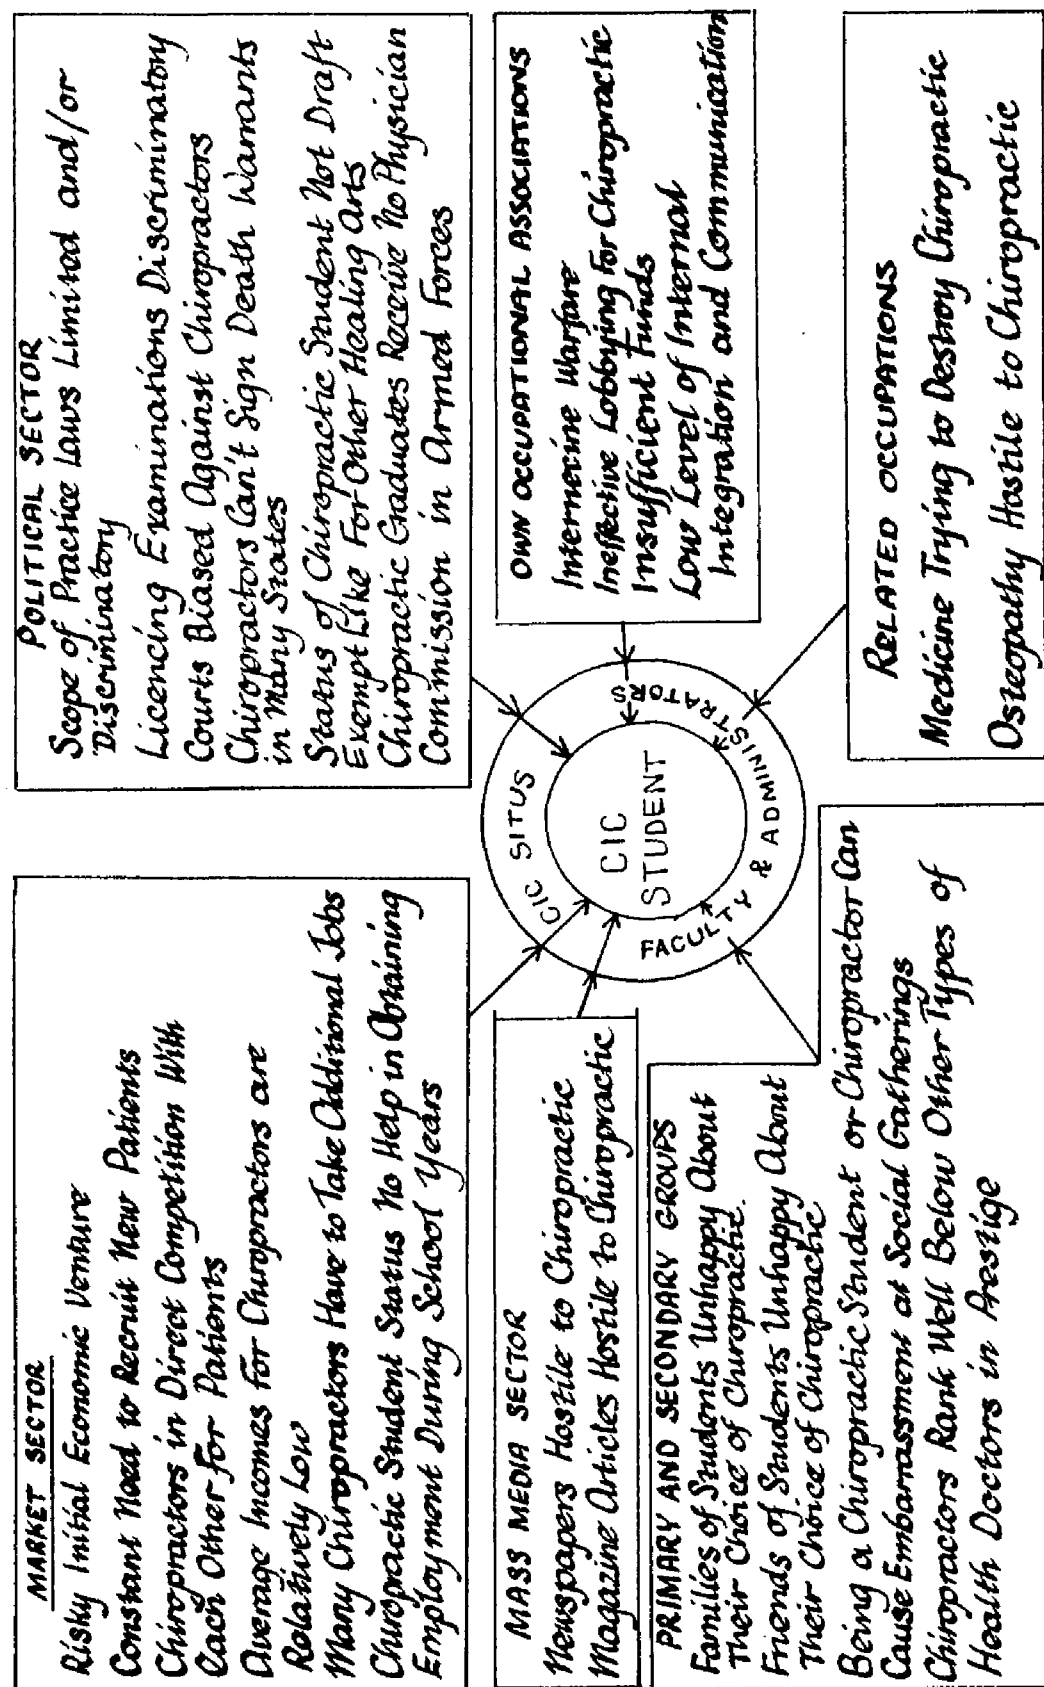 MARKET SECTOR
Risky Initial Economic Venture
Constant Need to Recruit New Patients
Chiropractors in Direct Competition With
Each Other For Patients
Average Incomes For Chiropractors are
Relatively Low
Many Chiropractors Have to Take Additional Jobs
Chiropractic Student Status No Help in Obtaining
Employment During School Years
MASS MEDIA SECTOR
Newspapers Hostile to Chiropractic
Magazine Articles Hostile to Chiropractic
PRIMARY AND SECONDARY GROUPS
Families of Students Unhappy About
Their Choice of Chiropractic.
Friends of Students Unhappy About
Their Choice of Chiropractic
Being a Chiropractic Student or Chiropractor Can
Cause Embarrassment at Social Gatherings
Chiropractors Rank Well Below Other Types of
Health Doctors in Prestige
CIC SITUS
CIC
STUDENT
FACULTY & ADMINISTRATORS
POLITICAL SECTOR
Scope of Practice Laws Limited and/or
Discriminatory
Licencing Examinations Discriminatory
Courts Biased Against Chiropractors
Chiropractors Can't Sign Death Warrants
in Many States
Status of Chiropractic Student Not Draft
Exempt Like For Other Healing Arts
Chiropractic Graduates Receive No Physician
Commission in Armed Forces
OWN OCCUPATIONAL ASSOCIATIONS
Internecine Warfare
Ineffective Lobbying For Chiropractic
Insufficient Funds
Low Level of Internal
Integration and Communication
RELATED OCCUPATIONS
Medicine Trying to Destroy Chiropractic
Osteopathy Hostile to Chiropractic